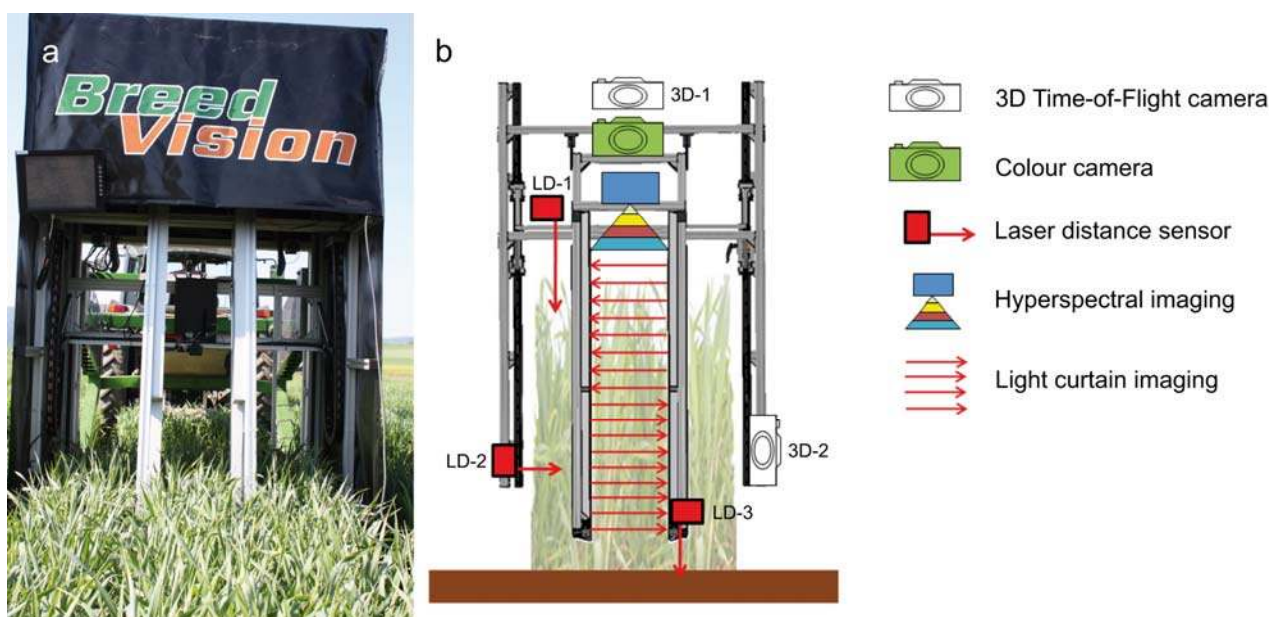 a
Breed
Vision
b
3D-1
LD-1
LD-2
3D-2
LD-3
3D Time-of-Flight camera
Colour camera
Laser distance sensor
Hyperspectral imaging
Light curtain imaging